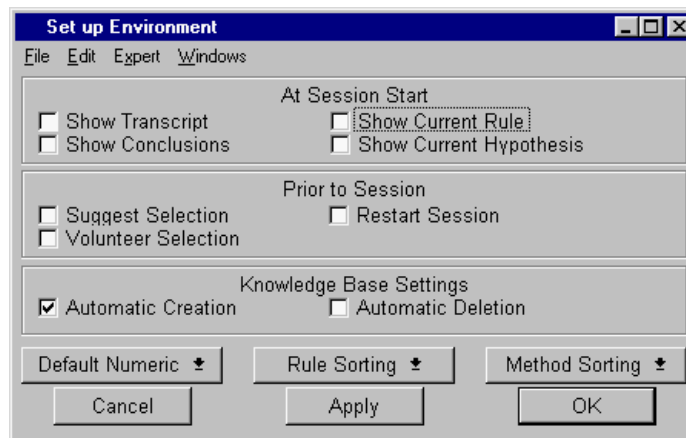 Set up Environment
File Edit Expert Windows
At Session Start
Show Transcript Show Current Rule
Show Conclusions Show Current Hypothesis
Prior to Session
Suggest Selection Restart Session
Volunteer Selection
Knowledge Base Settings
Automatic Creation Automatic Deletion
Default Numeric Rule Sorting Method Sorting
Cancel Apply OK